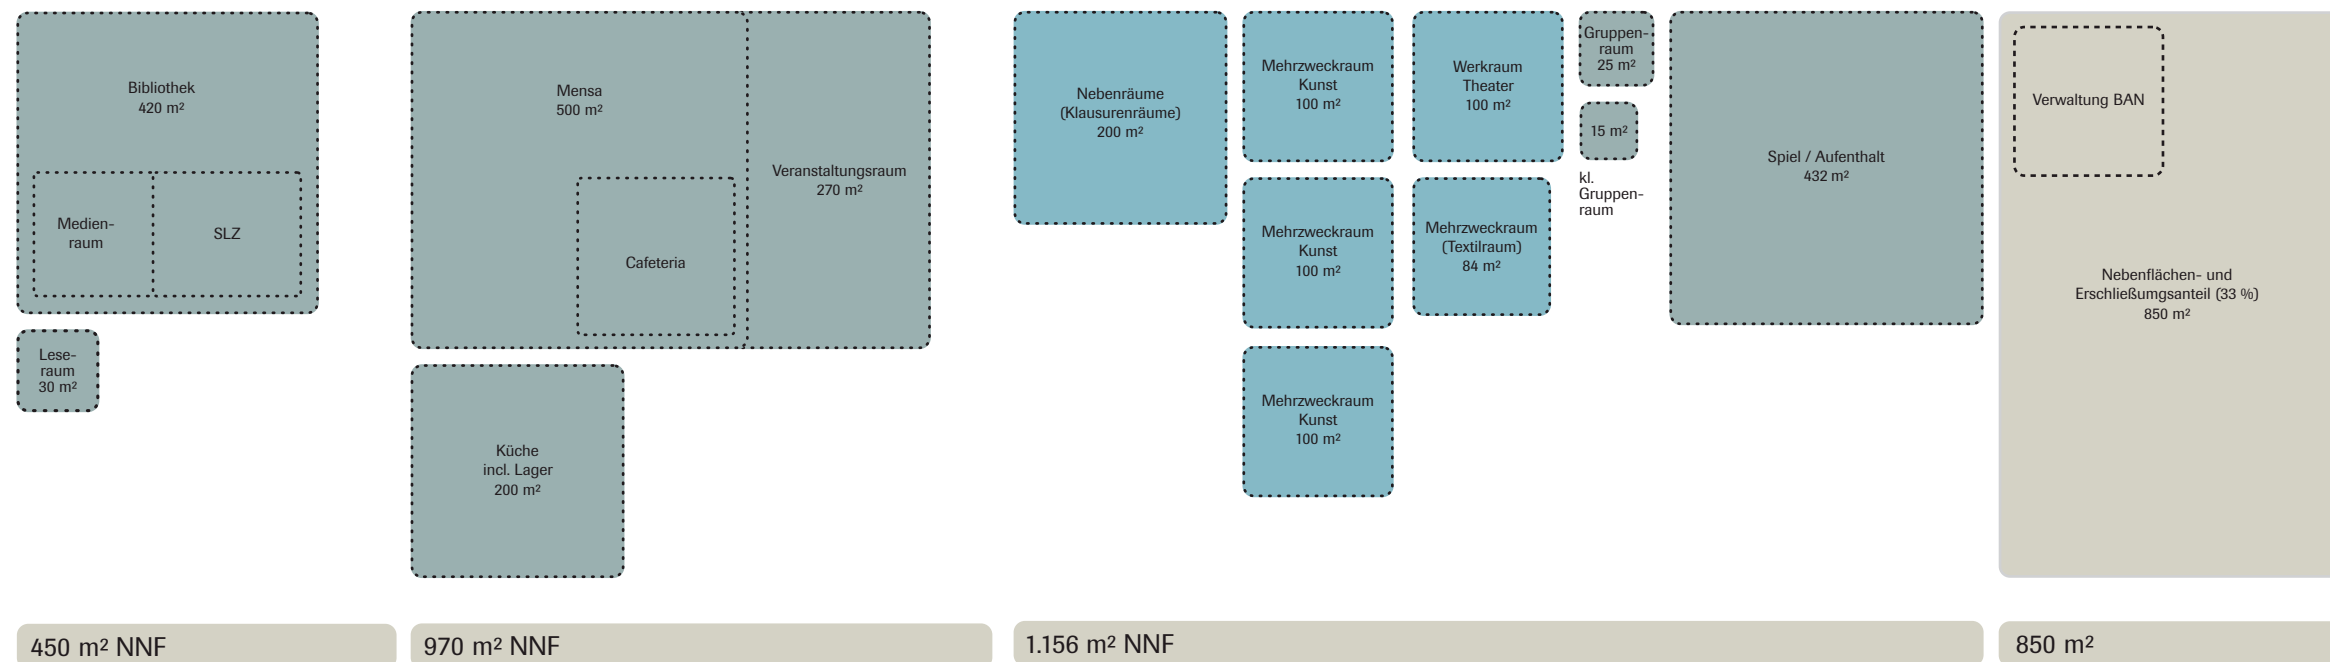 Bibliothek
420 m²
Medien-
raum
SLZ
Lese-
raum
30 m²
Mensa
500 m²
Cafeteria
Veranstaltungsraum
270 m²
Küche
incl. Lager
200 m²
Nebenräume
(Klausurenräume)
200 m²
Mehrzweckraum
Kunst
100 m²
Mehrzweckraum
Kunst
100 m²
Mehrzweckraum
Kunst
100 m²
Werkraum
Theater
100 m²
Mehrzweckraum
(Textilraum)
84 m²
Gruppen-
raum
25 m²
15 m²
kl.
Gruppen-
raum
Spiel / Aufenthalt
432 m²
Verwaltung BAN
Nebenflächen- und
Erschließumgsanteil (33 %)
850 m²
450 m² NNF
970 m² NNF
1.156 m² NNF
850 m²